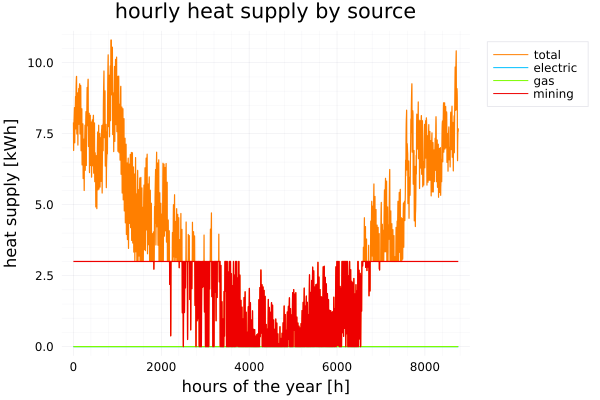 hourly heat supply by source
heat supply [kWh]
10.0
7.5
5.0
2.5
0.0
0
2000
4000
6000
8000
hours of the year [h]
total
electric
gas
mining